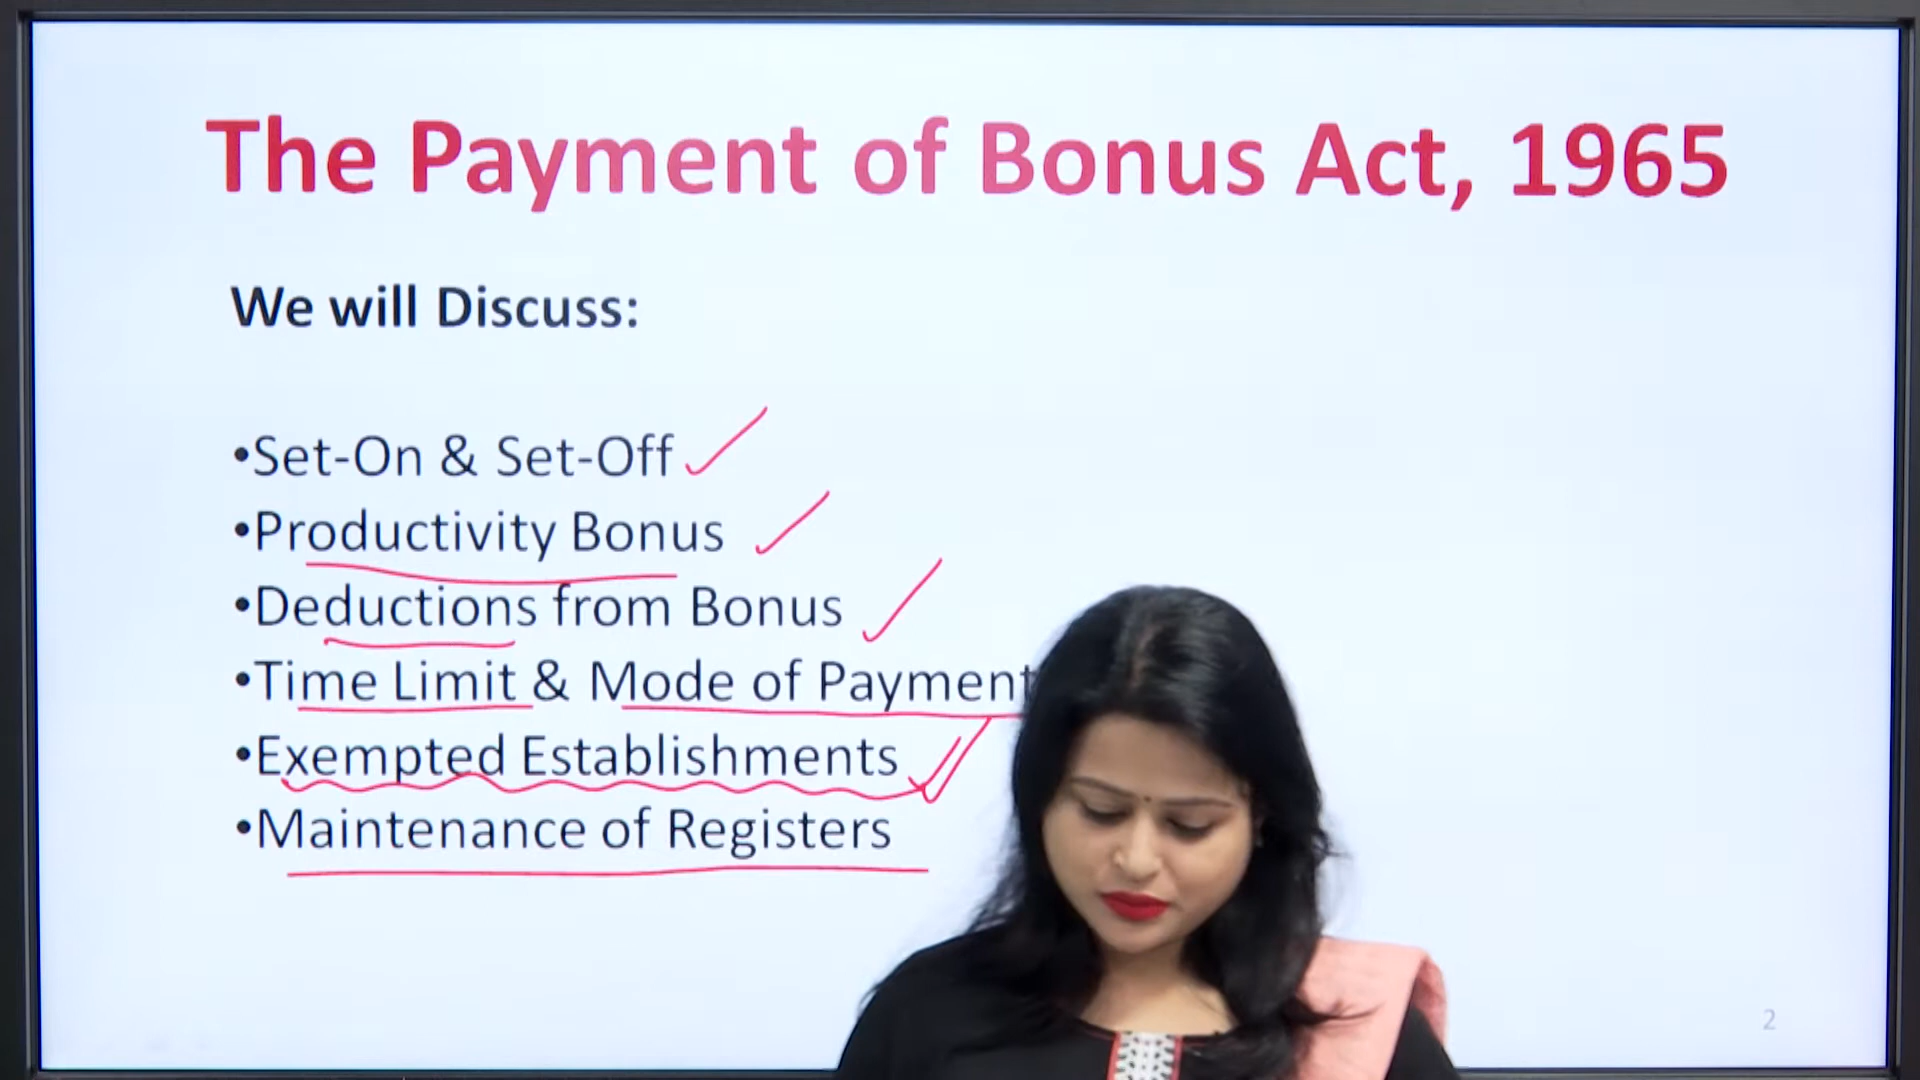 The Payment of Bonus Act, 1965
We will Discuss:
•Set-On & Set-Off
•Productivity Bonus
•Deductions from Bonus
•Time Limit & Mode of Payment
•Exempted Establishments
•Maintenance of Registers
2